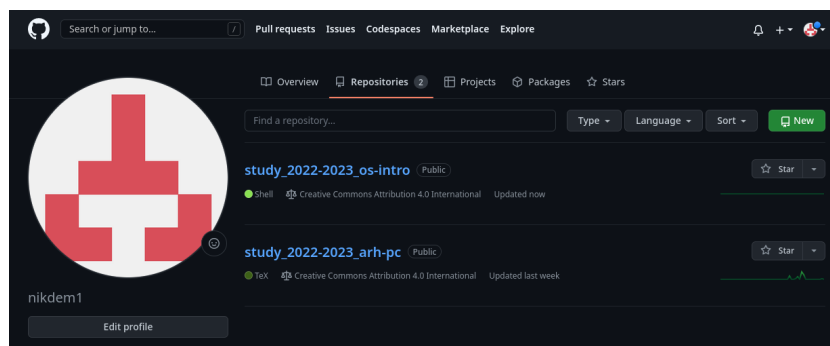 Search or jump to... / Pull requests Issues Codespaces Marketplace Explore
Overview Repositories 2 Projects Packages Stars
Find a repository... Type Language Sort New
study_2022-2023_os-intro Public Star
Shell Creative Commons Attribution 4.0 International Updated now
study_2022-2023_arh-pc Public Star
TeX Creative Commons Attribution 4.0 International Updated last week
nikdem1
Edit profile